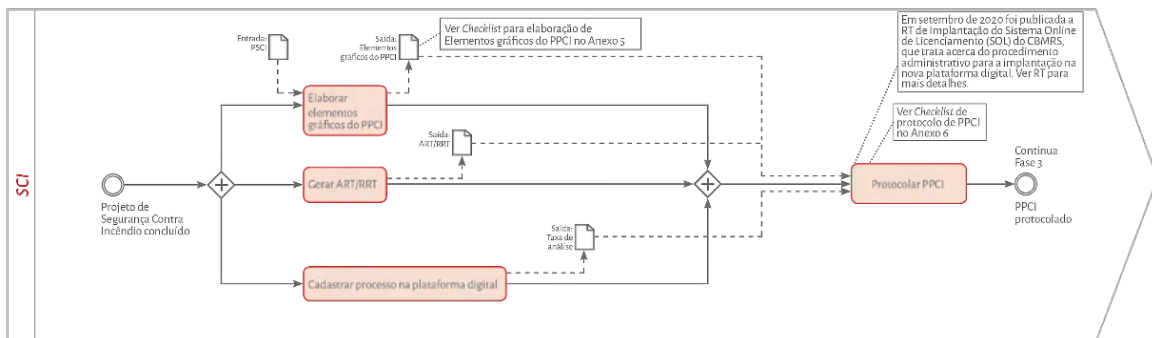 SCI
Projeto de
Segurança Contra
Incêndio concluído
Entrada:
PSCI
Elaborar
elementos
gráficos do PPCI
Saída:
Elementos
gráficos do PPCI
Ver Checklist para elaboração de
Elementos gráficos do PPCI no Anexo 5
Gerar ART/RRT
Saída:
ART/RRT
Cadastrar processo na plataforma digital
Saída:
Taxa de
análise
Em setembro de 2020 foi publicada a
RT de Implantação do Sistema Online
de Licenciamento (SOL) do CBMRS,
que trata acerca do procedimento
administrativo para a implantação na
nova plataforma digital. Ver RT para
mais detalhes.
Ver Checklist de
protocolo de PPCI
no Anexo 6
Protocolar PPCI
Continua
Fase 3
PPCI
protocolado